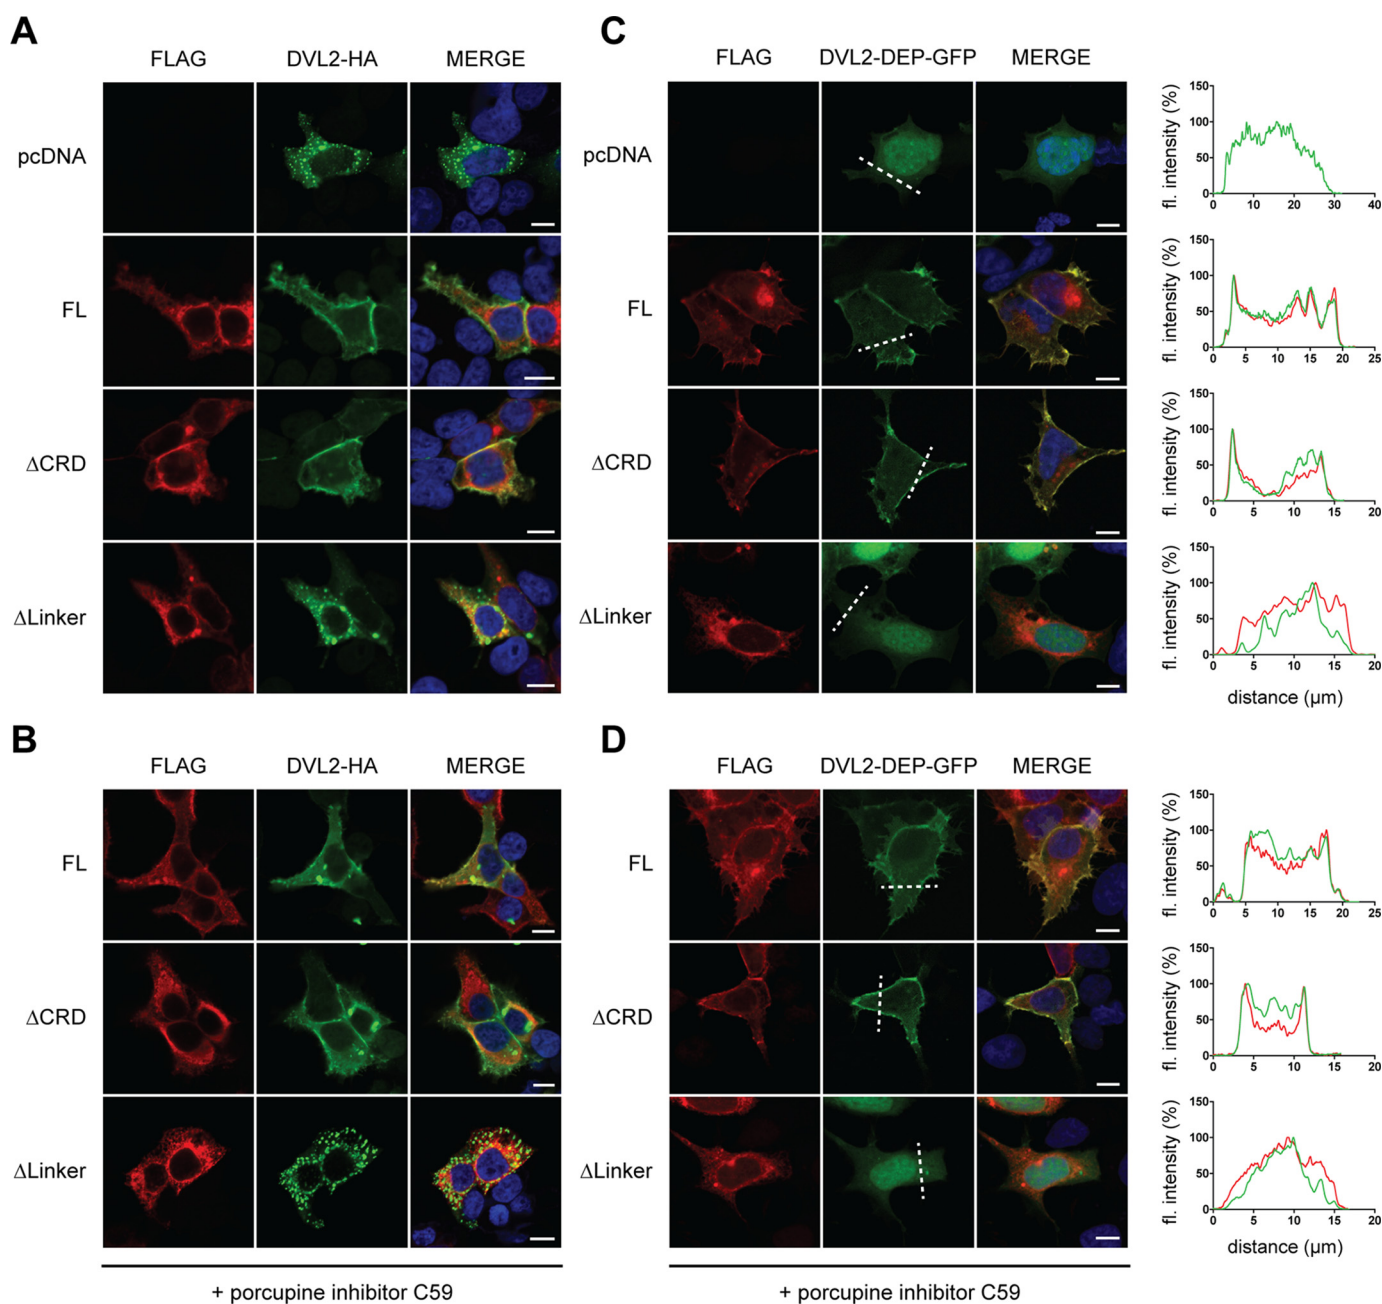 A
FLAG DVL2-HA MERGE
pcDNA
FL
ΔCRD
ΔLinker
B
FLAG DVL2-HA MERGE
FL
ΔCRD
ΔLinker
+ porcupine inhibitor C59
C
FLAG DVL2-DEP-GFP MERGE
pcDNA
fl. intensity (%)
150
100
50
0
0 10 20 30 40
FL
fl. intensity (%)
150
100
50
0
0 5 10 15 20 25
ΔCRD
fl. intensity (%)
150
100
50
0
0 5 10 15 20
ΔLinker
fl. intensity (%)
150
100
50
0
0 5 10 15 20
distance (μm)
D
FLAG DVL2-DEP-GFP MERGE
FL
fl. intensity (%)
150
100
50
0
0 5 10 15 20 25
ΔCRD
fl. intensity (%)
150
100
50
0
0 5 10 15 20
ΔLinker
fl. intensity (%)
150
100
50
0
0 5 10 15 20
distance (μm)
+ porcupine inhibitor C59